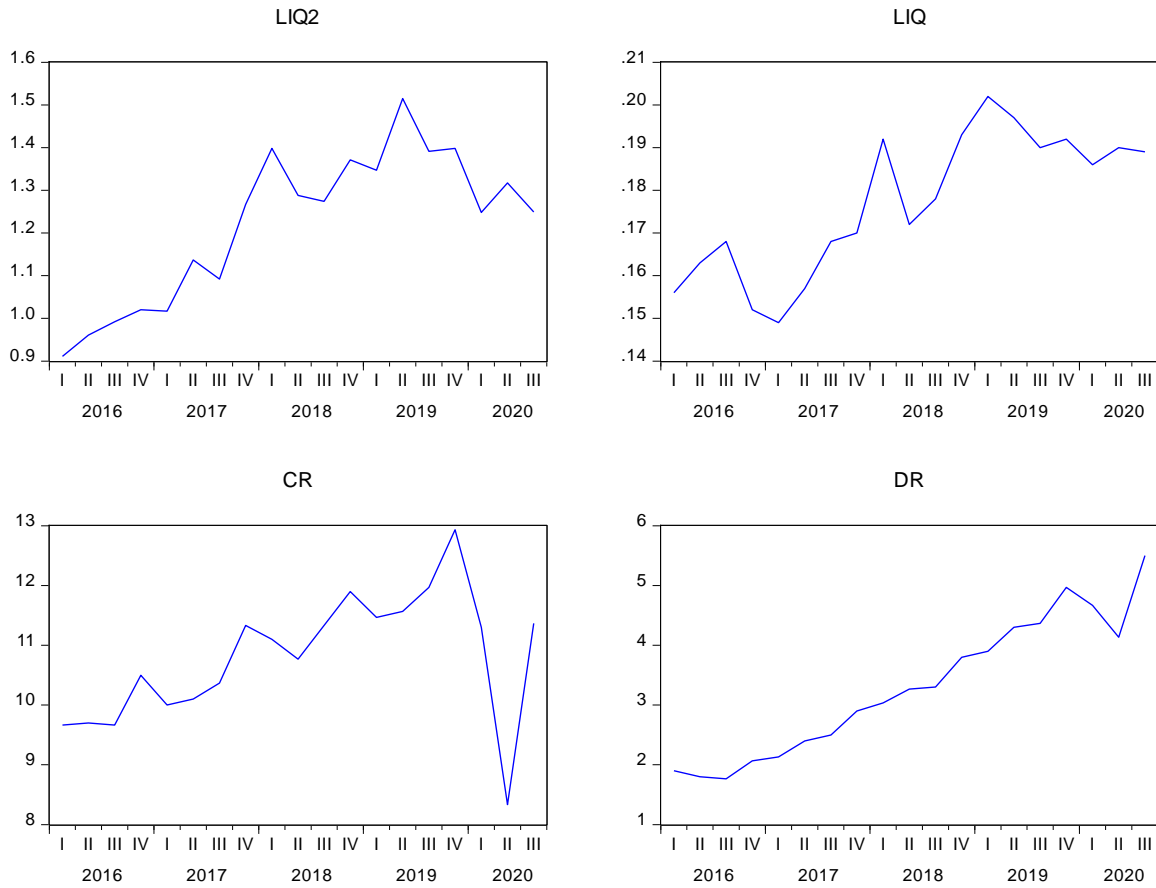 LIQ2
1.6
1.5
1.4
1.3
1.2
1.1
1.0
0.9
I II III IV I II III IV I II III IV I II III IV I II III
2016 2017 2018 2019 2020
LIQ
.21
.20
.19
.18
.17
.16
.15
.14
I II III IV I II III IV I II III IV I II III IV I II III
2016 2017 2018 2019 2020
CR
13
12
11
10
9
8
I II III IV I II III IV I II III IV I II III IV I II III
2016 2017 2018 2019 2020
DR
6
5
4
3
2
1
I II III IV I II III IV I II III IV I II III IV I II III
2016 2017 2018 2019 2020